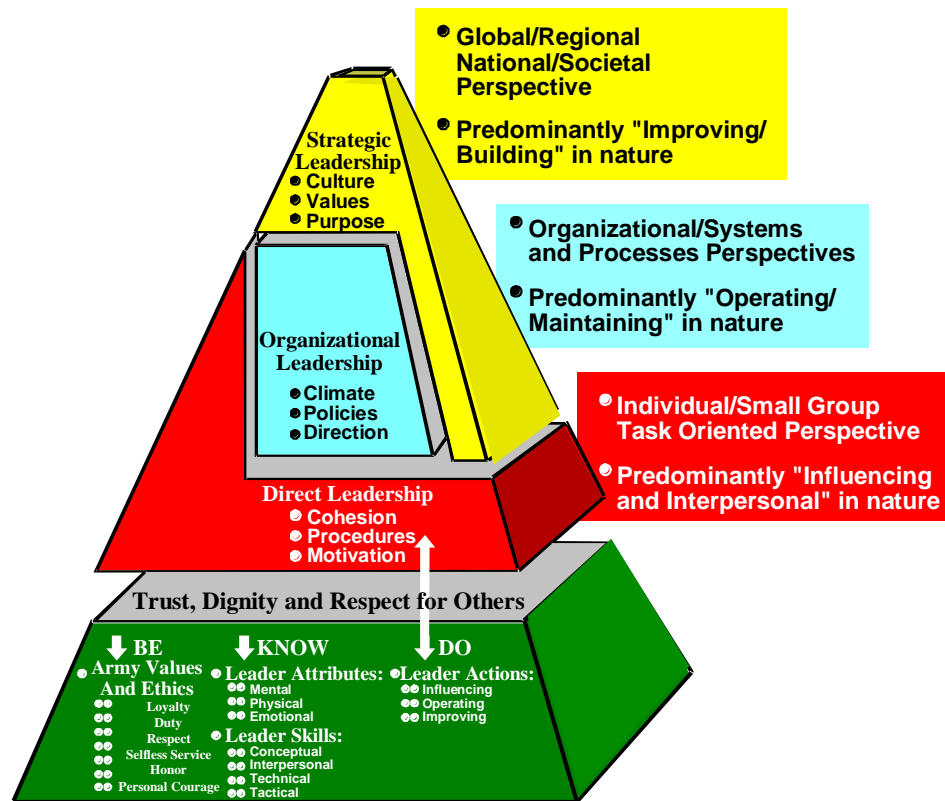 Global/Regional
National/Societal
Perspective
Predominantly "Improving/
Building" in nature
Strategic
Leadership
Culture
Values
Purpose
Organizational/Systems
and Processes Perspectives
Predominantly "Operating/
Maintaining" in nature
Organizational
Leadership
Climate
Policies
Direction
Individual/Small Group
Task Oriented Perspective
Predominantly "Influencing
and Interpersonal" in nature
Direct Leadership
Cohesion
Procedures
Motivation
Trust, Dignity and Respect for Others
BE
Army Values
And Ethics
Loyalty
Duty
Respect
Selfless Service
Honor
Personal Courage
KNOW
Leader Attributes:
Mental
Physical
Emotional
Leader Skills:
Conceptual
Interpersonal
Technical
Tactical
DO
Leader Actions:
Influencing
Operating
Improving